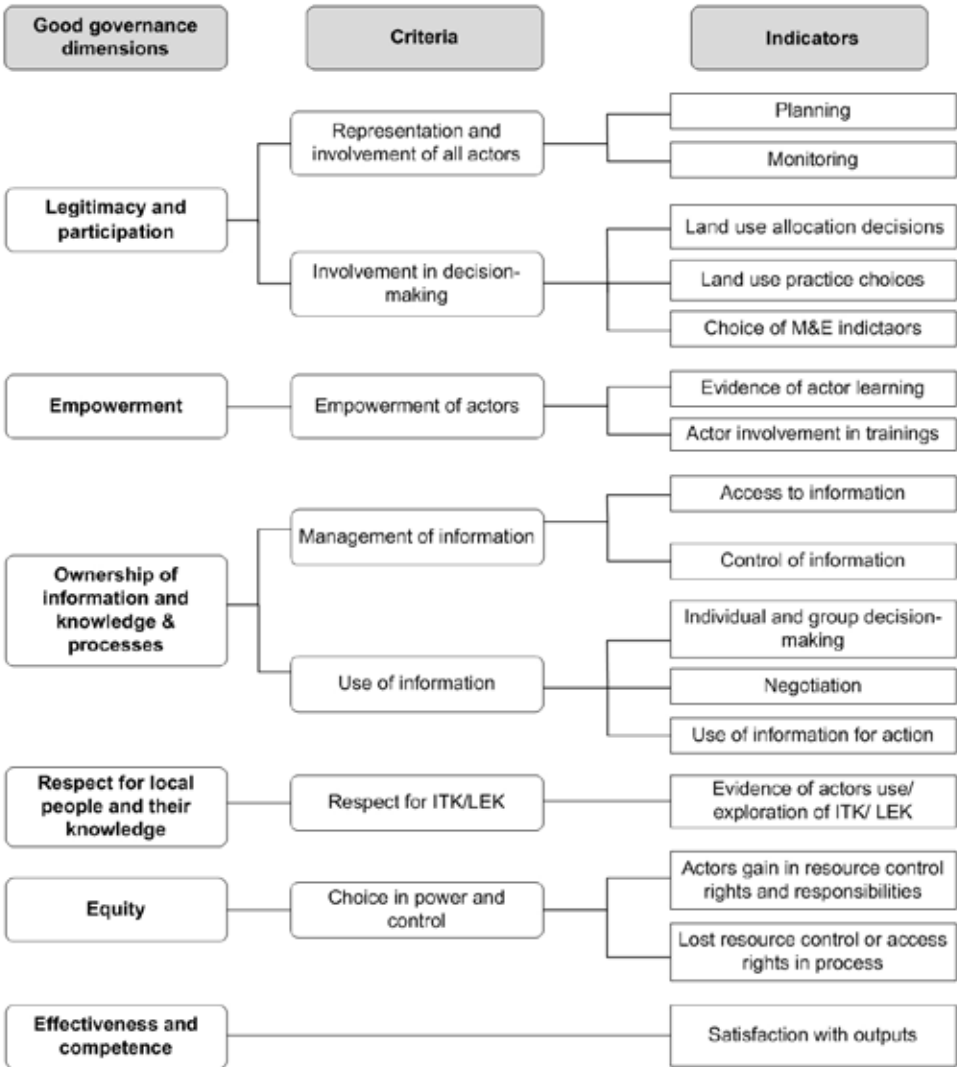 Good governance
dimensions
Criteria
Indicators
Legitimacy and
participation
Representation and
involvement of all actors
Planning
Monitoring
Involvement in decision-
making
Land use allocation decisions
Land use practice choices
Choice of M&E indictaors
Empowerment
Empowerment of actors
Evidence of actor learning
Actor involvement in trainings
Ownership of
information and
knowledge &
processes
Management of information
Access to information
Control of information
Use of information
Individual and group decision-
making
Negotiation
Use of information for action
Respect for local
people and their
knowledge
Respect for ITK/LEK
Evidence of actors use/
exploration of ITK/ LEK
Equity
Choice in power and
control
Actors gain in resource control
rights and responsibilities
Lost resource control or access
rights in process
Effectiveness and
competence
Satisfaction with outputs